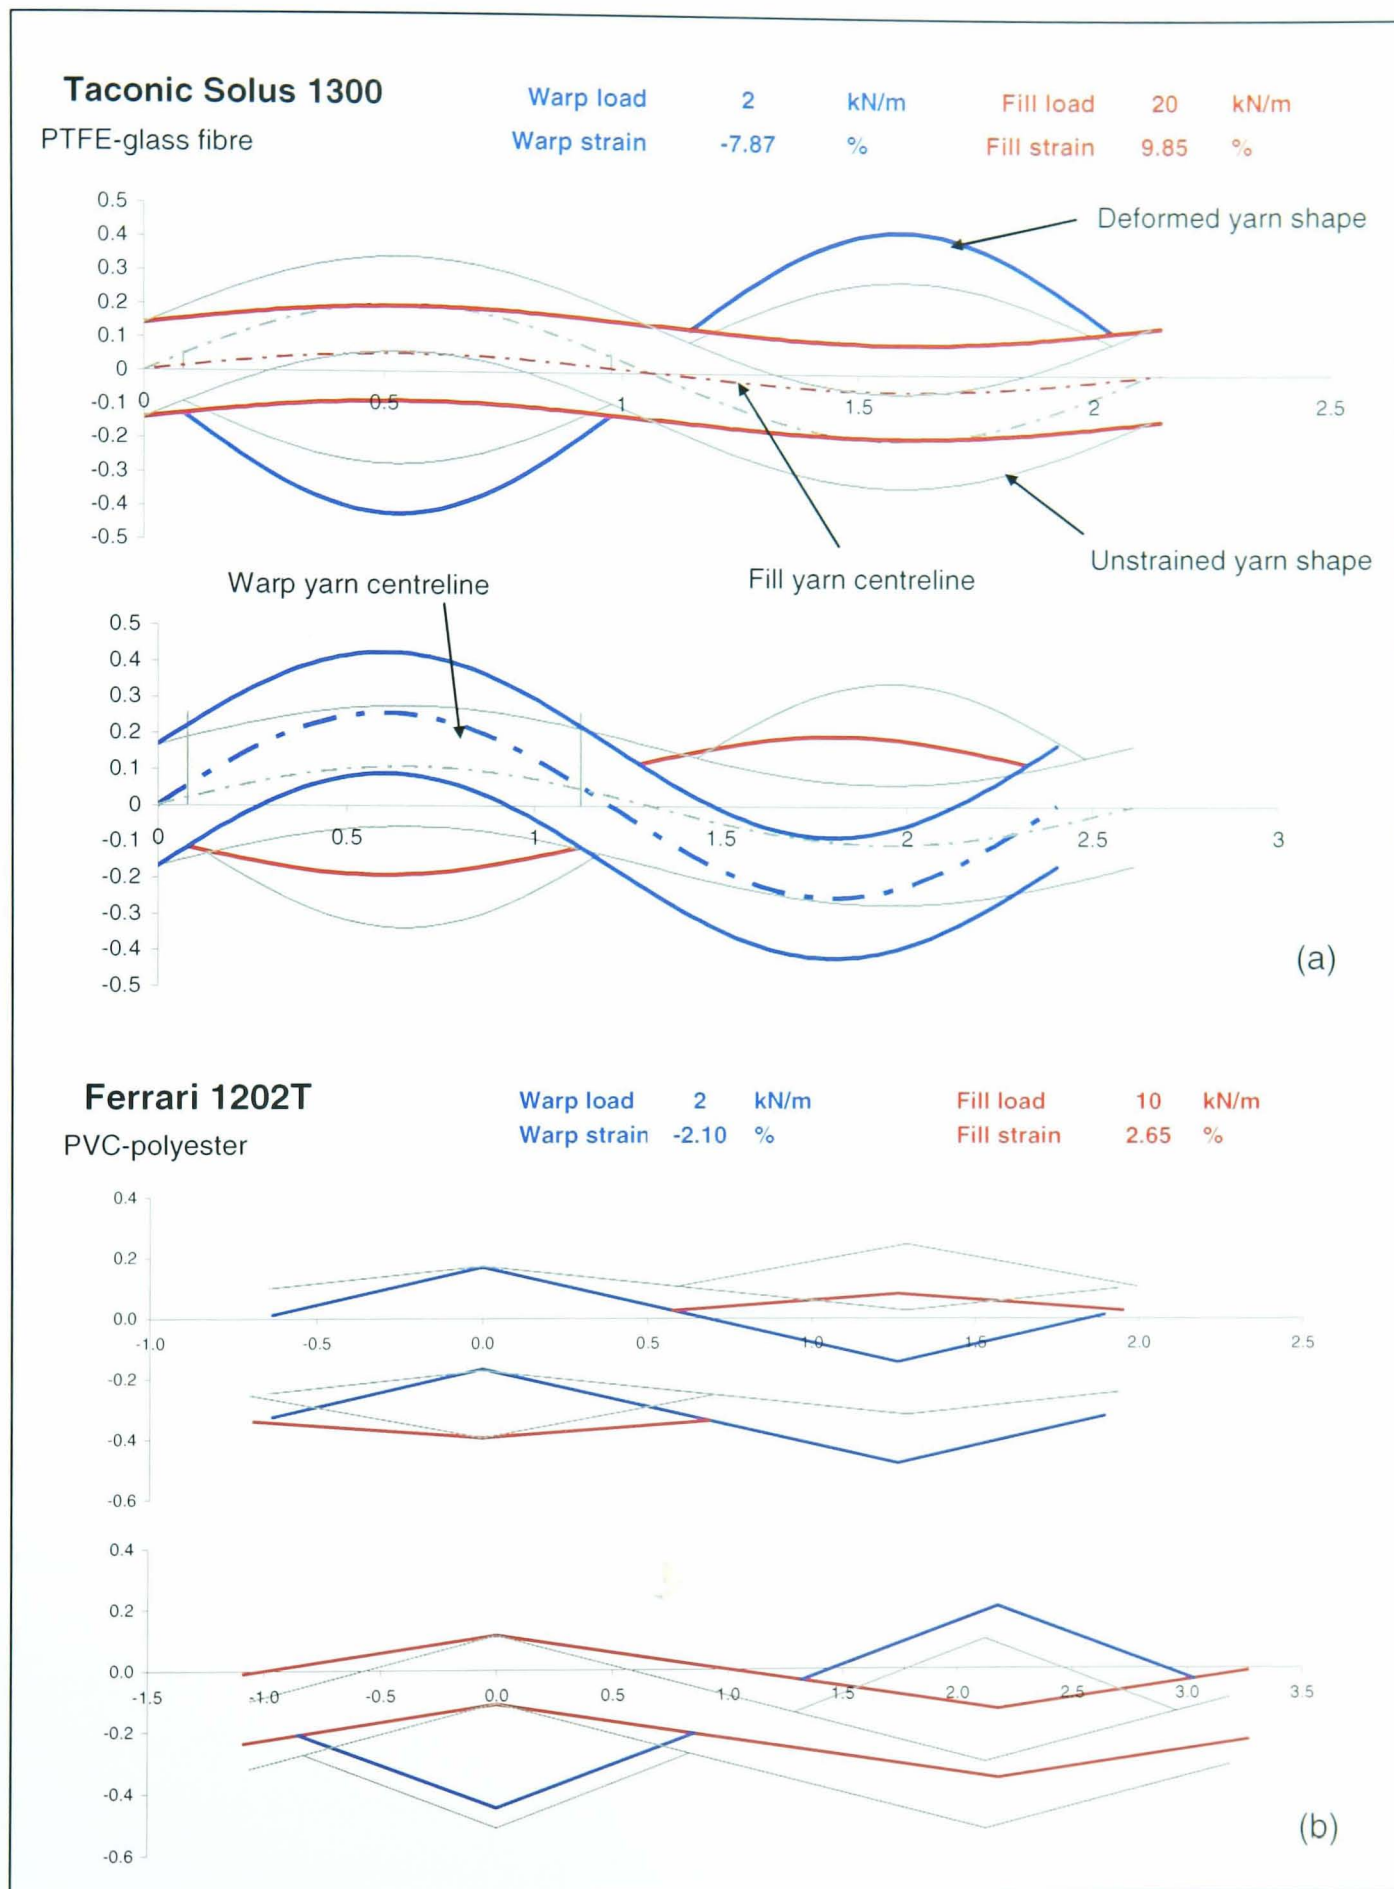 Taconic Solus 1300
PTFE-glass fibre
Warp load 2 kN/m Fill load 20 kN/m
Warp strain -7.87 % Fill strain 9.85 %
0.5
0.4
0.3
0.2
0.1
0
-0.1
-0.2
-0.3
-0.4
-0.5
0 0.5 1 1.5 2 2.5
Deformed yarn shape
Unstrained yarn shape
Fill yarn centreline
Warp yarn centreline
0.5
0.4
0.3
0.2
0.1
0
-0.1
-0.2
-0.3
-0.4
-0.5
0 0.5 1 1.5 2 2.5 3
(a)
Ferrari 1202T
PVC-polyester
Warp load 2 kN/m Fill load 10 kN/m
Warp strain -2.10 % Fill strain 2.65 %
0.4
0.2
0.0
-0.2
-0.4
-0.6
-1.0 -0.5 0.0 0.5 1.0 1.5 2.0 2.5
0.4
0.2
0.0
-0.2
-0.4
-0.6
-1.5 -1.0 -0.5 0.0 0.5 1.0 1.5 2.0 2.5 3.0 3.5
(b)